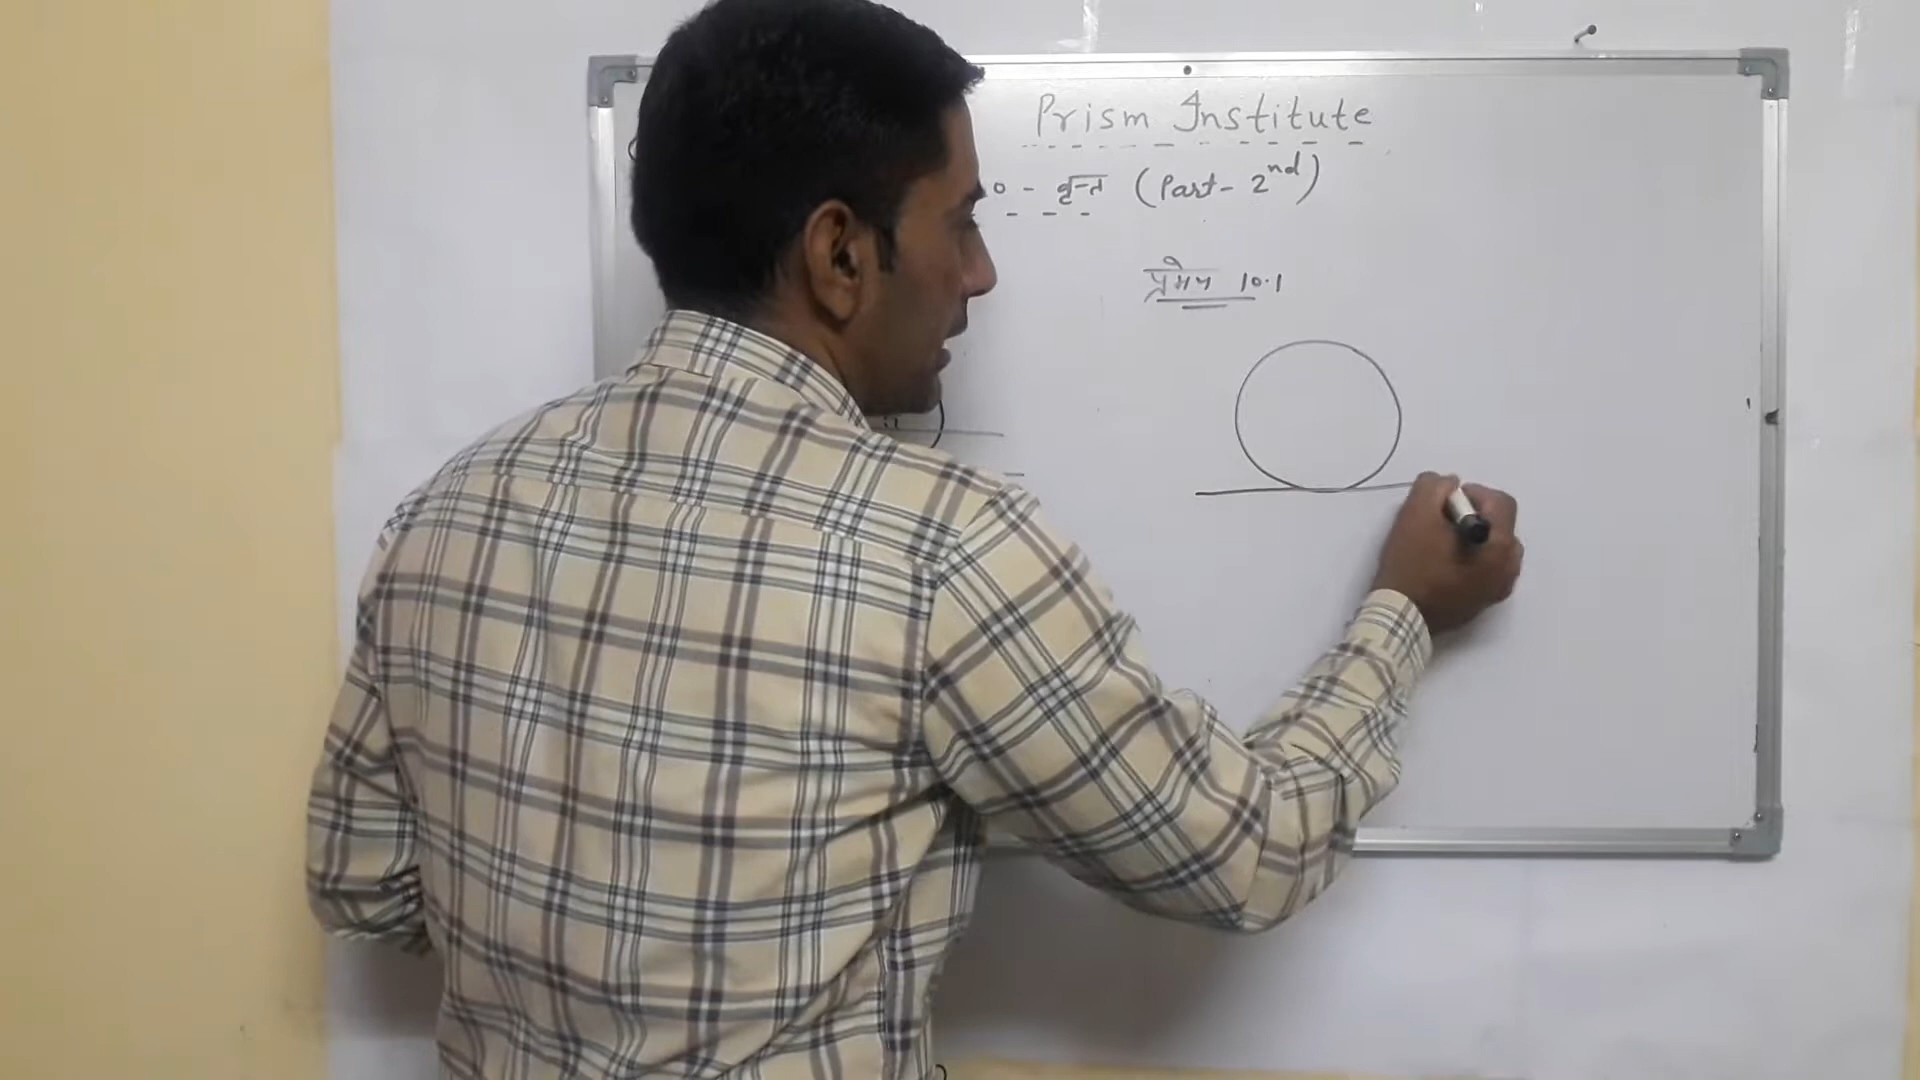 Prism Institute
0 - वृत्त (Part- 2nd)
प्रमेय 10.1